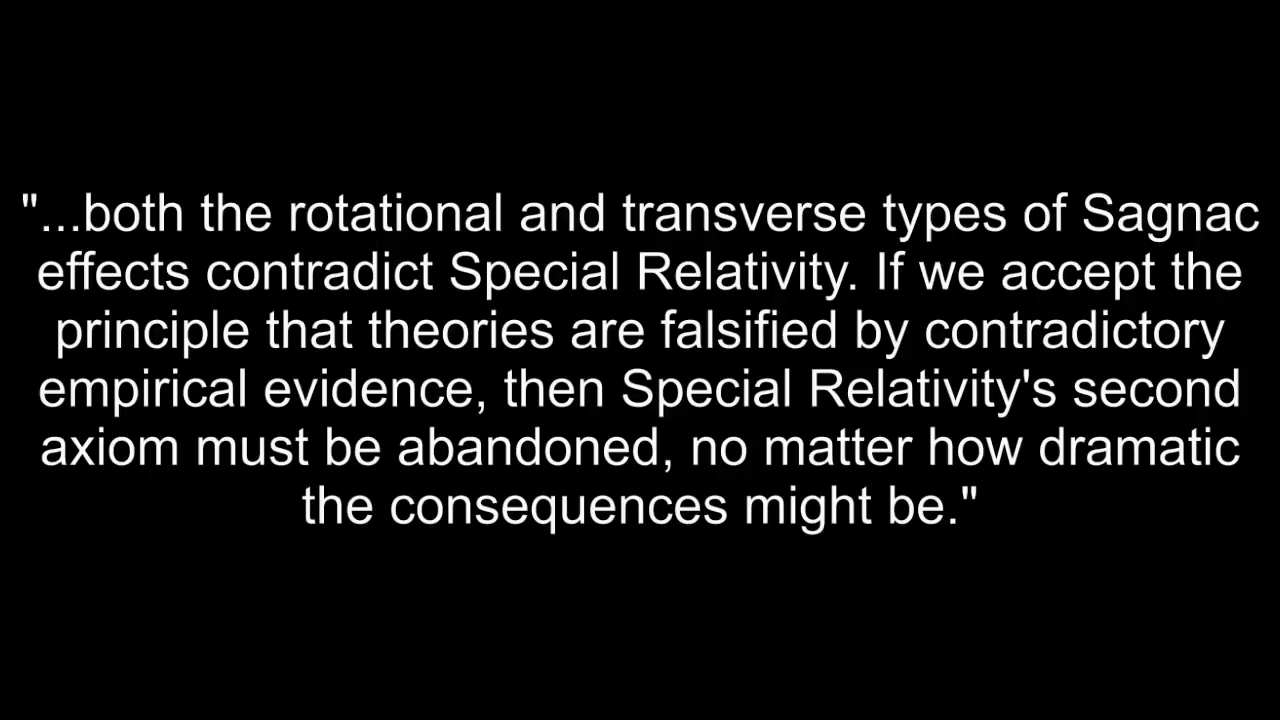 "...both the rotational and transverse types of Sagnac
effects contradict Special Relativity. If we accept the
principle that theories are falsified by contradictory
empirical evidence, then Special Relativity's second
axiom must be abandoned, no matter how dramatic
the consequences might be."